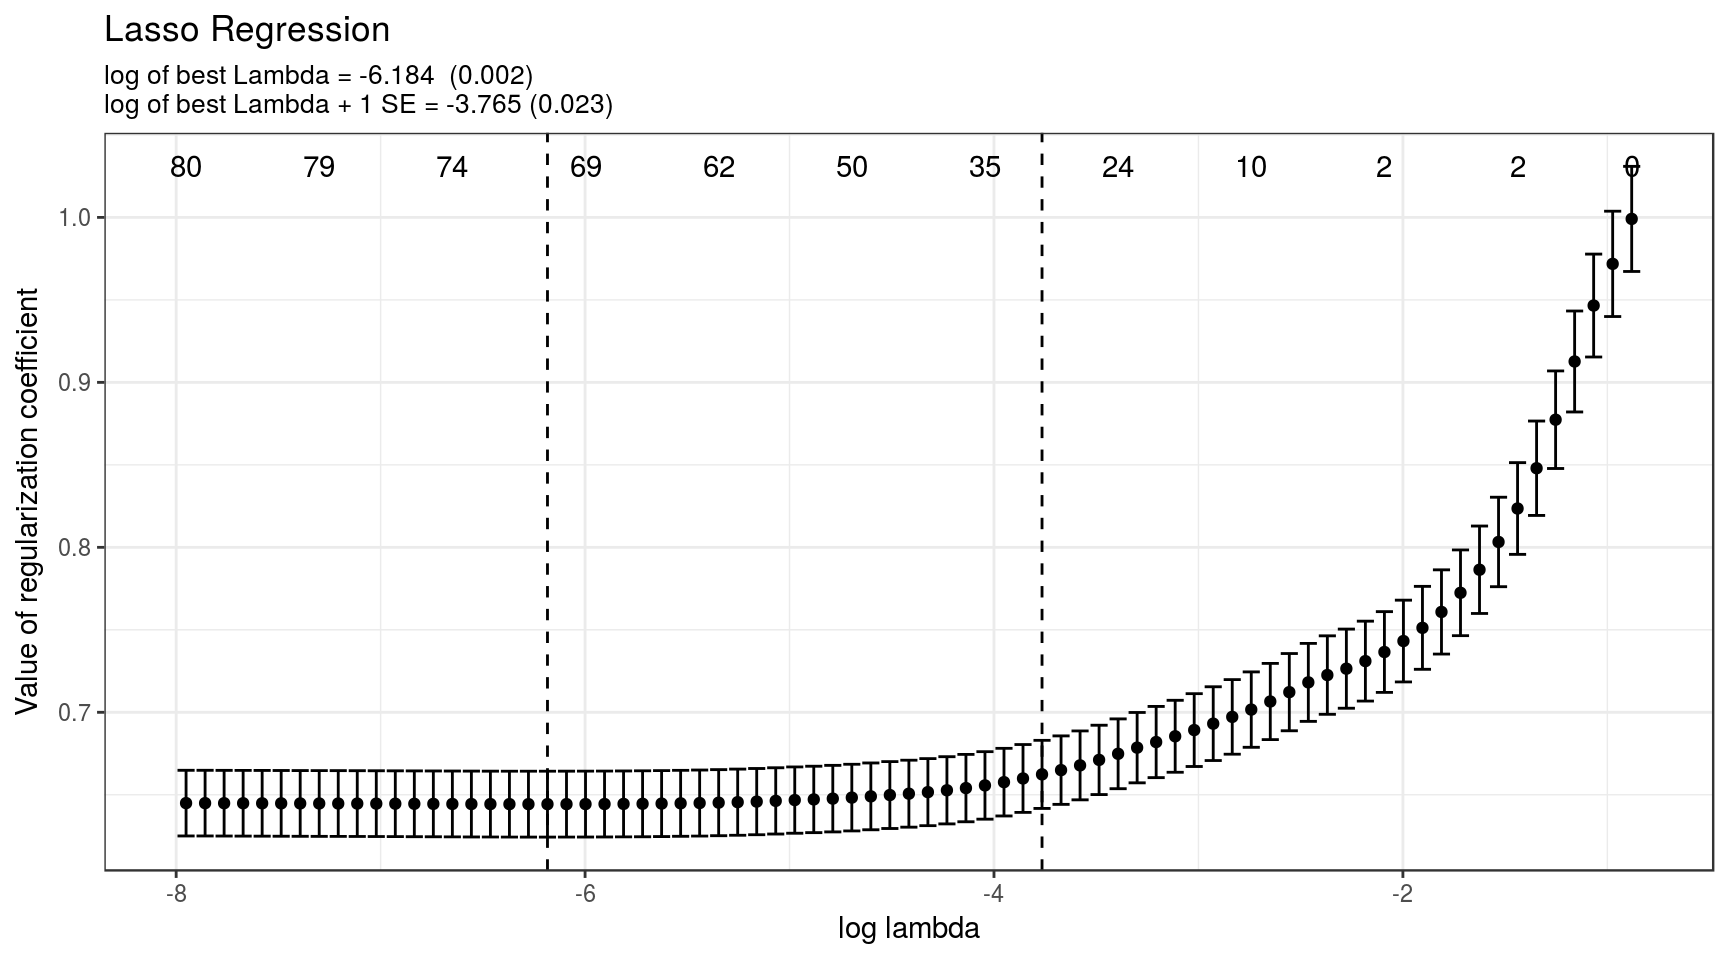 Lasso Regression
log of best Lambda = -6.184  (0.002)
log of best Lambda + 1 SE = -3.765 (0.023)
80 79 74 69 62 50 35 24 10 2 2 0
1.0
0.9
0.8
0.7
Value of regularization coefficient
-8 -6 -4 -2
log lambda